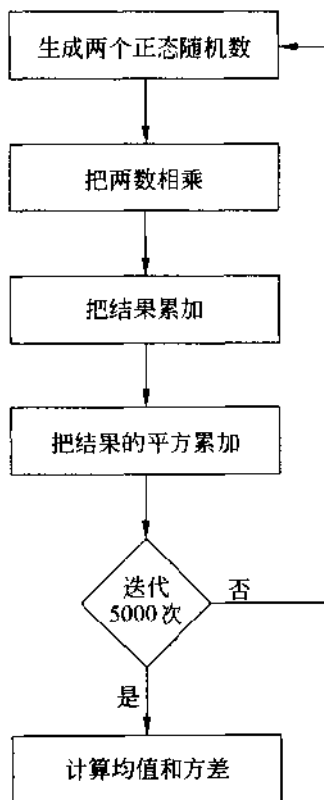 生成两个正态随机数
把两数相乘
把结果累加
把结果的平方累加
迭代
5000次
否
是
计算均值和方差